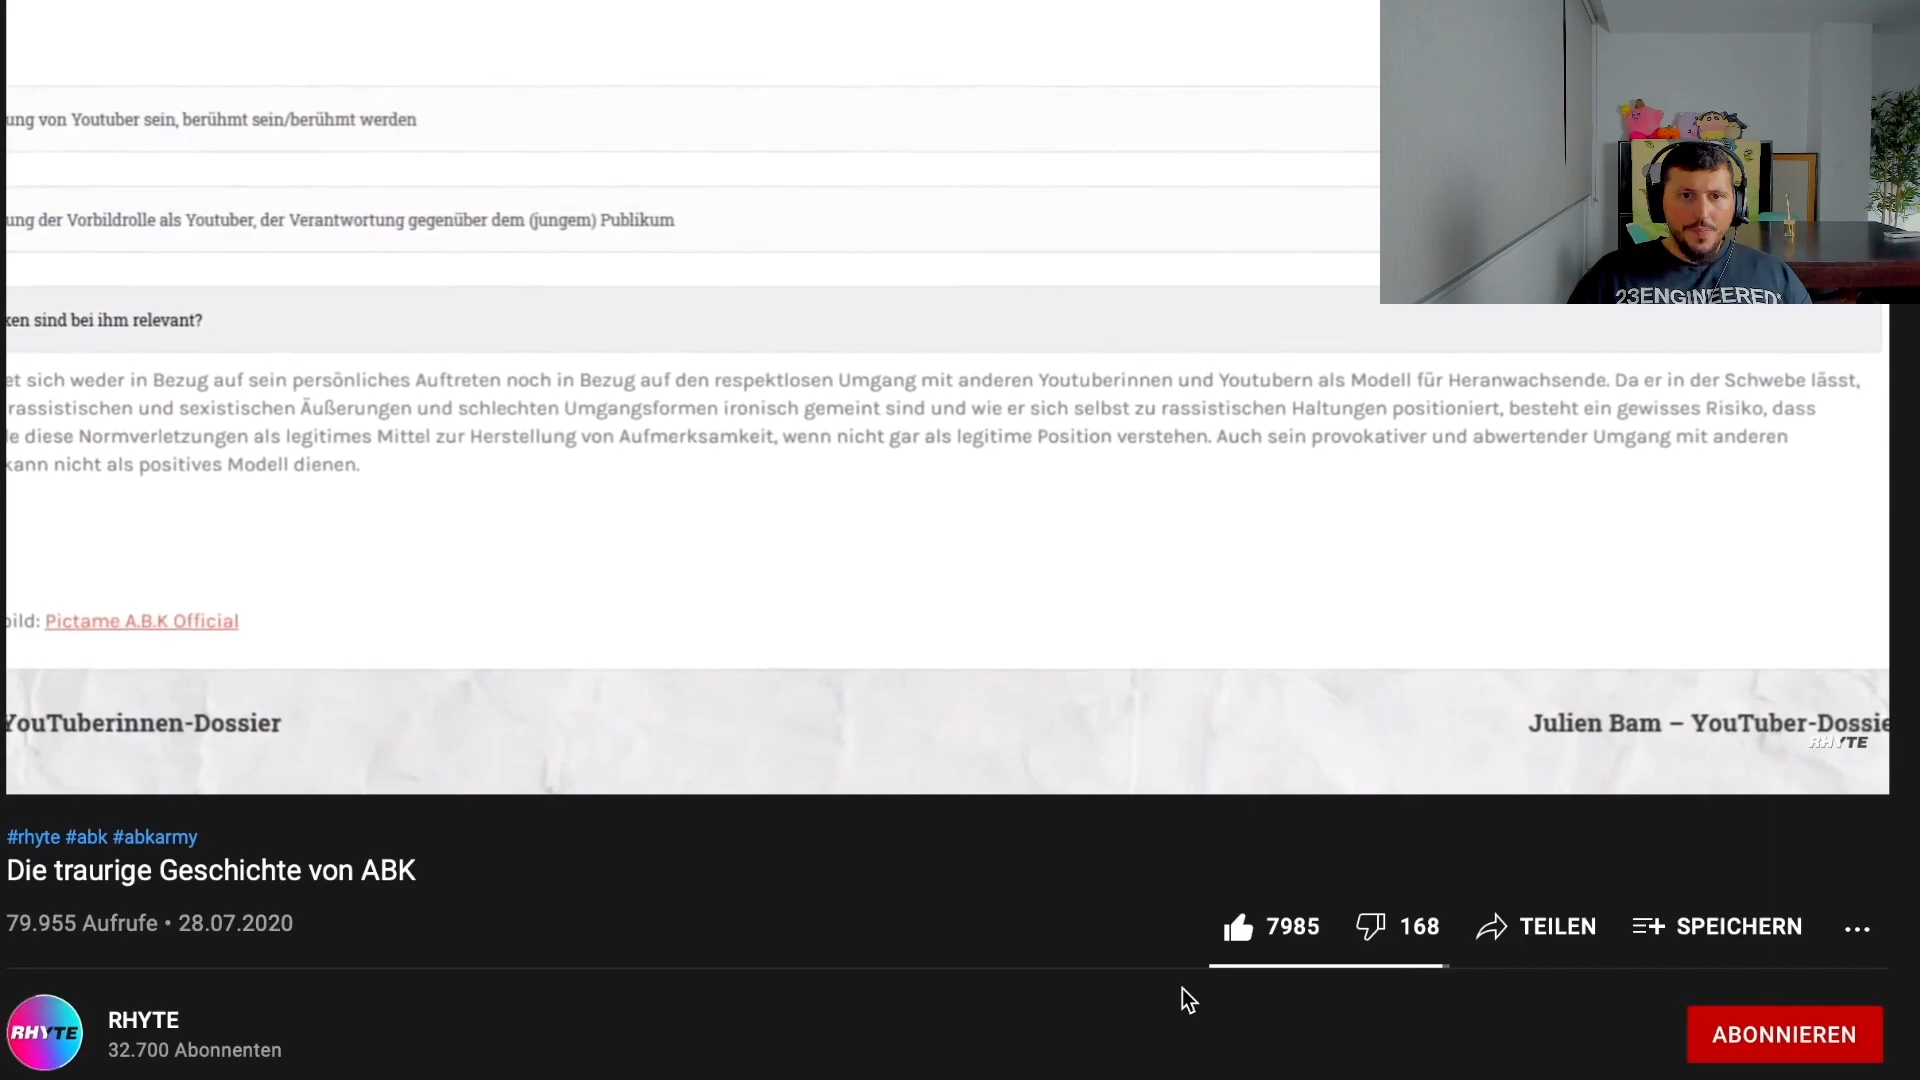 ung von Youtuber sein, berühmt sein/berühmt werden
ung der Vorbildrolle als Youtuber, der Verantwortung gegenüber dem (jungem) Publikum
ken sind bei ihm relevant?
et sich weder in Bezug auf sein persönliches Auftreten noch in Bezug auf den respektlosen Umgang mit anderen Youtuberinnen und Youtubern als Modell für Heranwachsende. Da er in der Schwebe lässt,
rassistischen und sexistischen Äußerungen und schlechten Umgangsformen ironisch gemeint sind und wie er sich selbst zu rassistischen Haltungen positioniert, besteht ein gewisses Risiko, dass
le diese Normverletzungen als legitimes Mittel zur Herstellung von Aufmerksamkeit, wenn nicht gar als legitime Position verstehen. Auch sein provokativer und abwertender Umgang mit anderen
kann nicht als positives Modell dienen.
bild: Pictame A.B.K Official
YouTuberinnen-Dossier
Julien Bam – YouTuber-Dossie
RHYTE
23ENGINEERED
#rhyte #abk #abkarmy
Die traurige Geschichte von ABK
79.955 Aufrufe • 28.07.2020
7985 168 TEILEN SPEICHERN ...
RHYTE
RHYTE
32.700 Abonnenten
ABONNIEREN